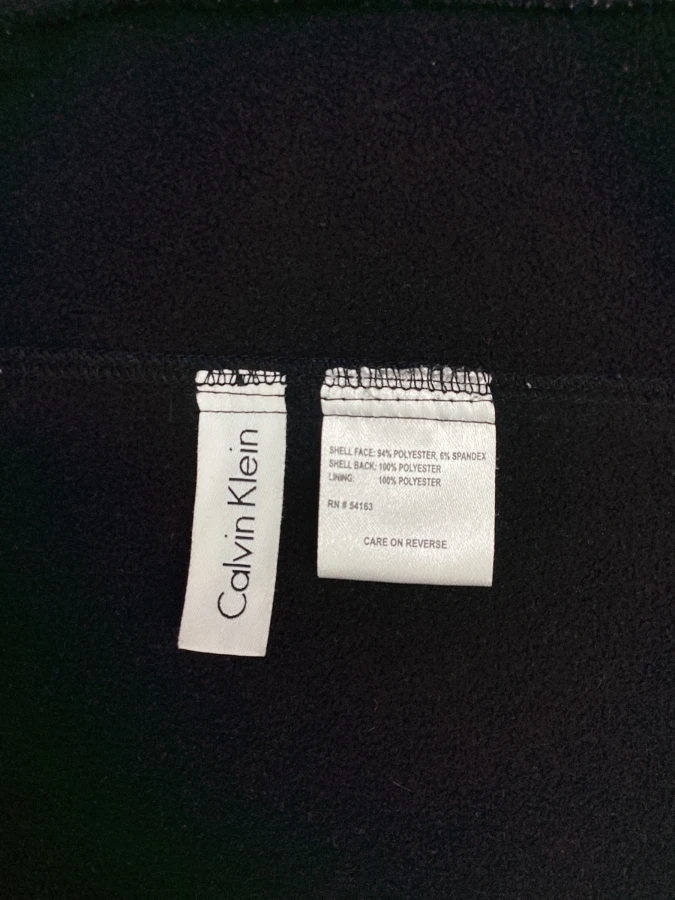 Calvin Klein
SHELL FACE: 94% POLYESTER, 6% SPANDEX
SHELL BACK: 100% POLYESTER
LINING: 100% POLYESTER
RN # 54163
CARE ON REVERSE